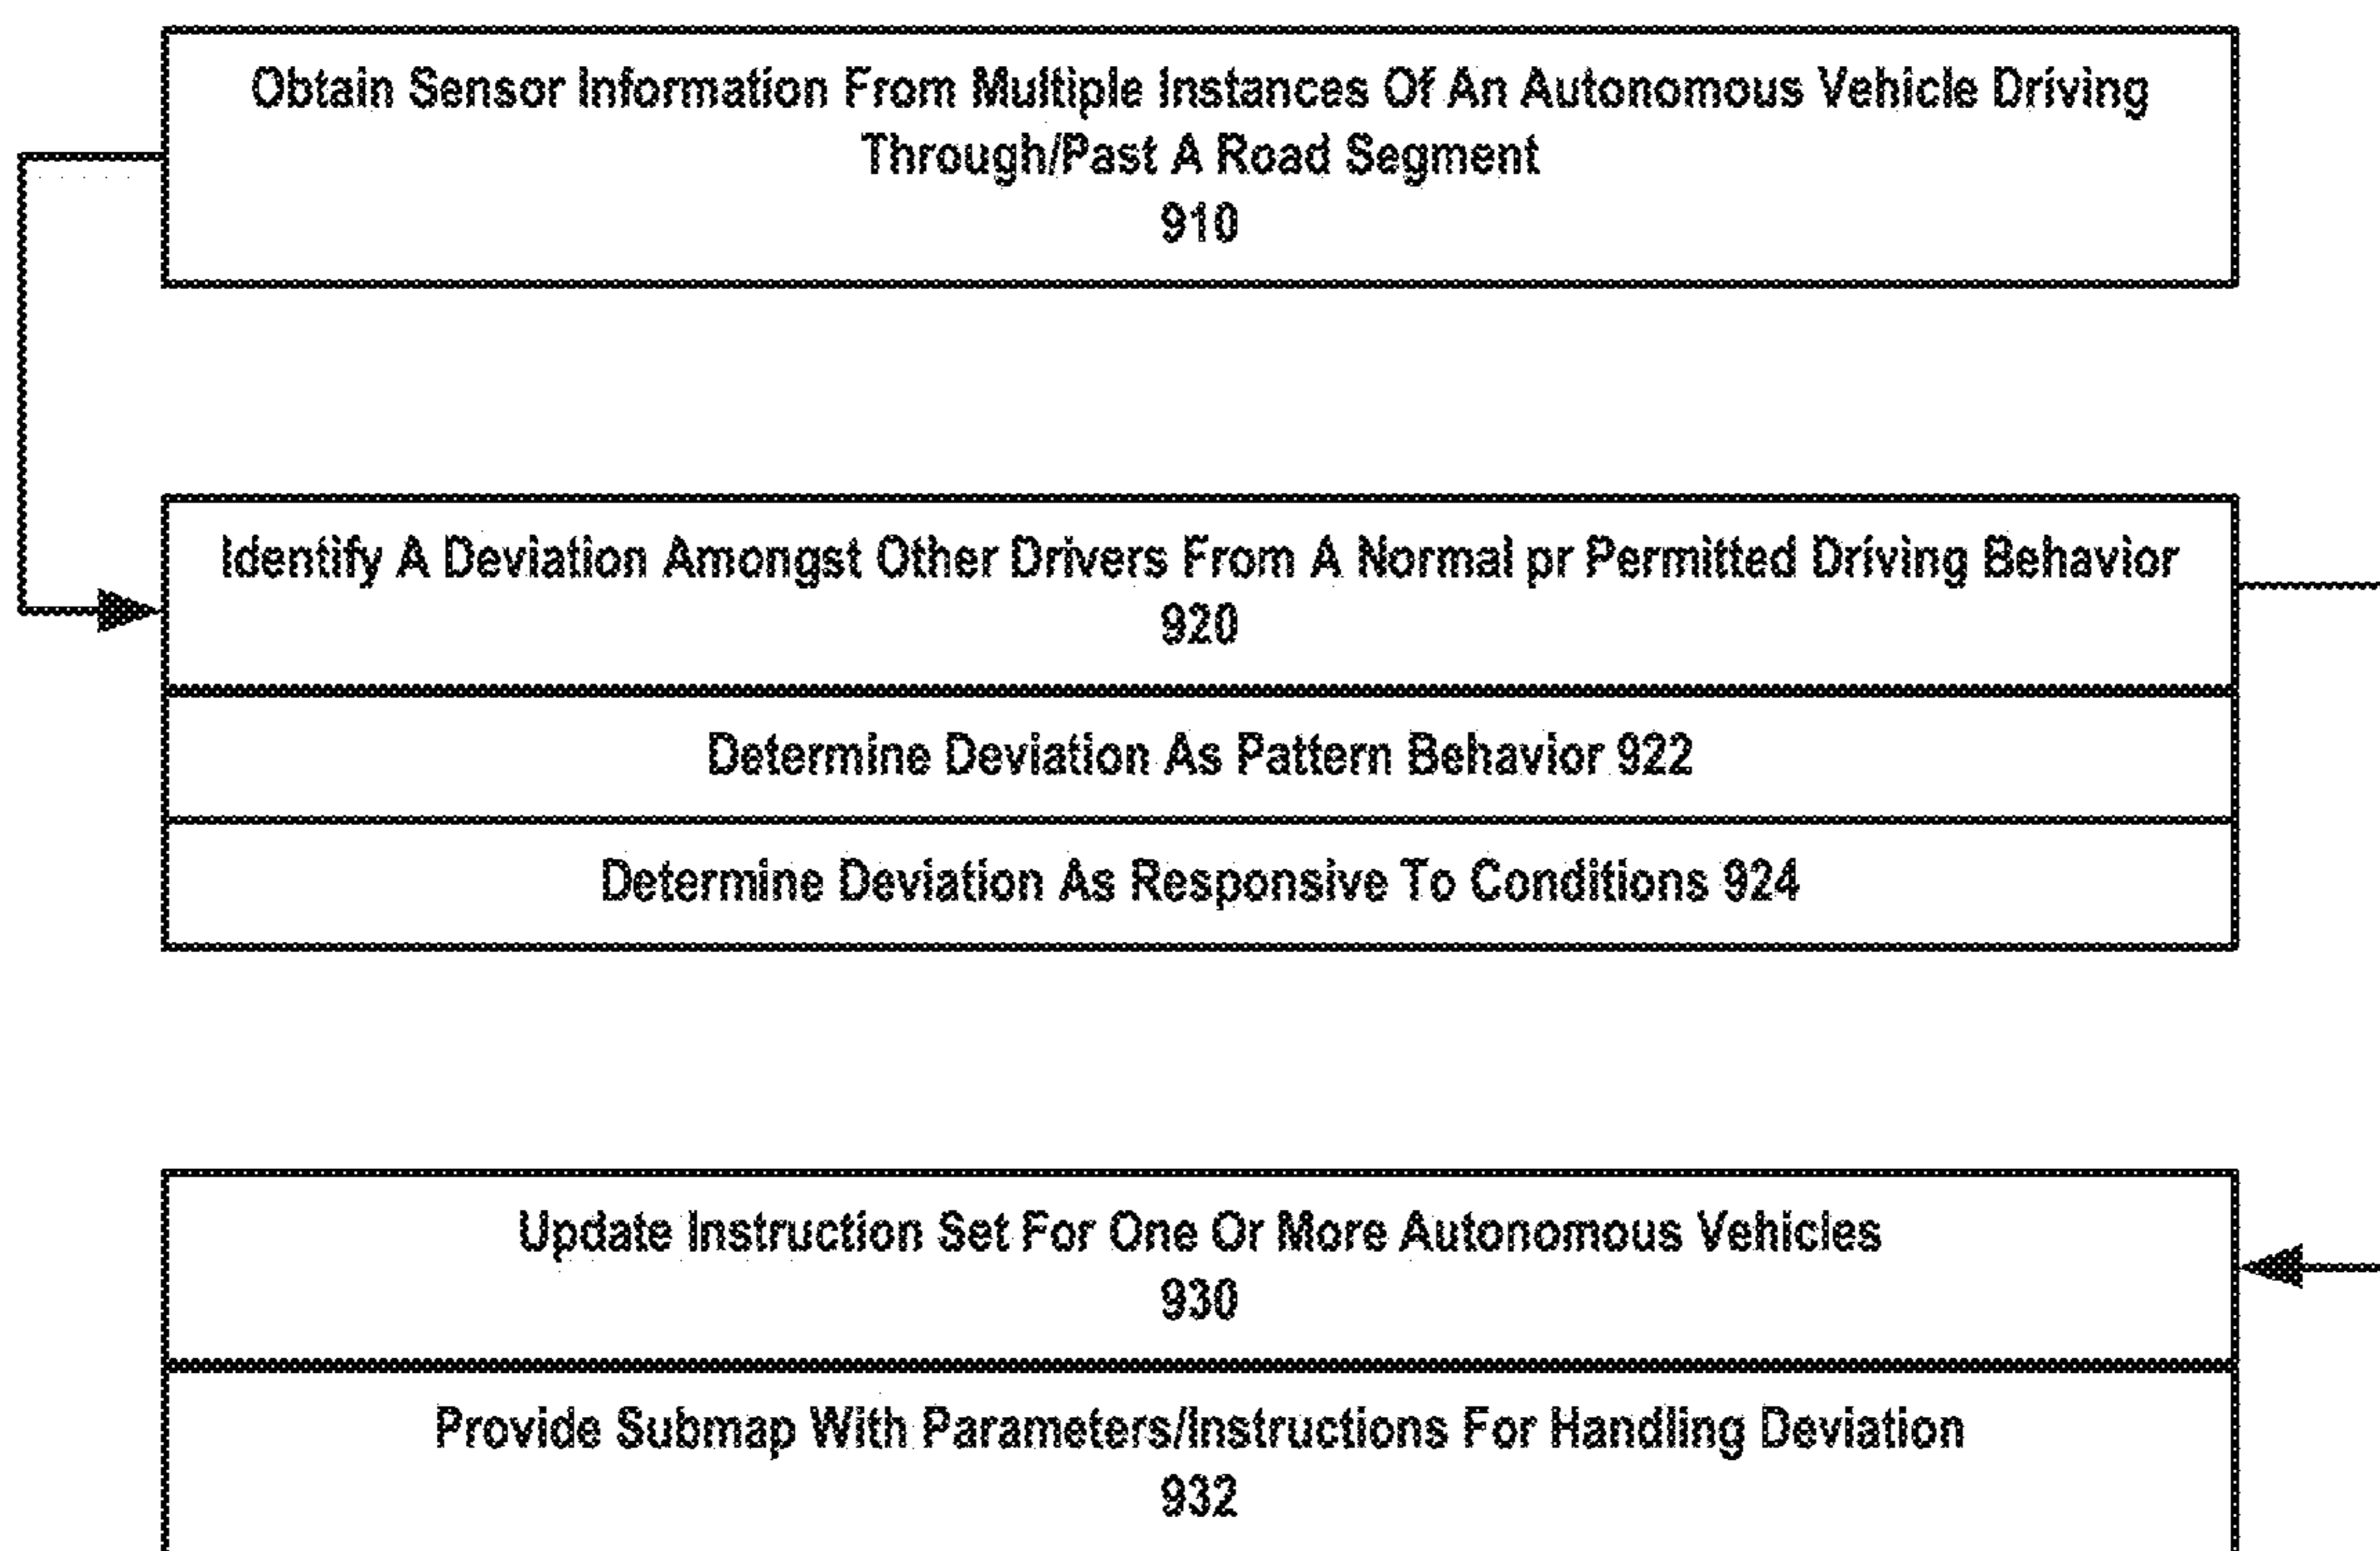 Obtain Sensor Information From Multiple Instances Of An Autonomous Vehicle Driving
Through/Past A Road Segment
910
Identify A Deviation Amongst Other Drivers From A Normal pr Permitted Driving Behavior
920
Determine Deviation As Pattern Behavior 922
Determine Deviation As Responsive To Conditions 924
Update Instruction Set For One Or More Autonomous Vehicles
930
Provide Submap With Parameters/Instructions For Handling Deviation
932